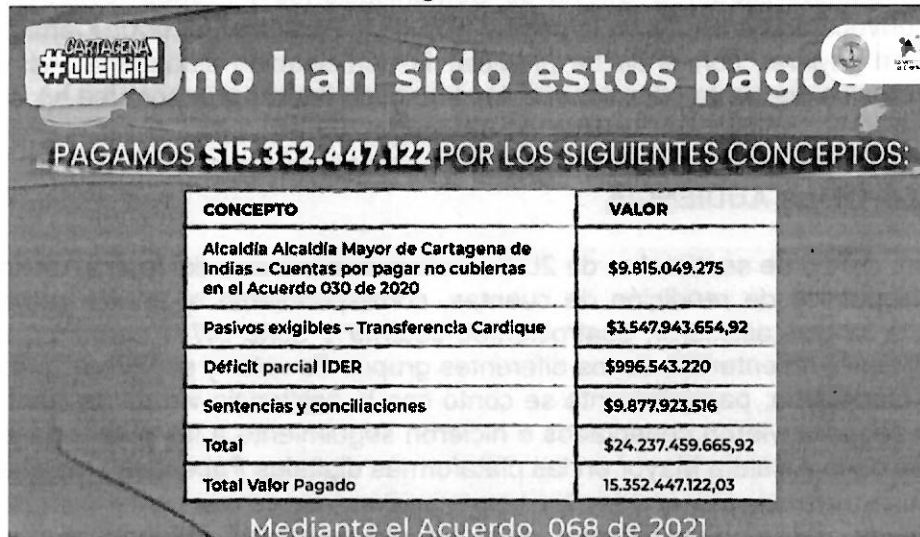 CARTAGENA
#CUENTA!
mo han sido estos pagos
PAGAMOS $15.352.447.122 POR LOS SIGUIENTES CONCEPTOS:
CONCEPTO VALOR
Alcaldía Alcaldía Mayor de Cartagena de
Indias – Cuentas por pagar no cubiertas
en el Acuerdo 030 de 2020 $9.815.049.275
Pasivos exigibles – Transferencia Cardique $3.547.943.654,92
Déficit parcial IDER $996.543.220
Sentencias y conciliaciones $9.877.923.516
Total $24.237.459.665,92
Total Valor Pagado 15.352.447.122,03
Mediante el Acuerdo 068 de 2021